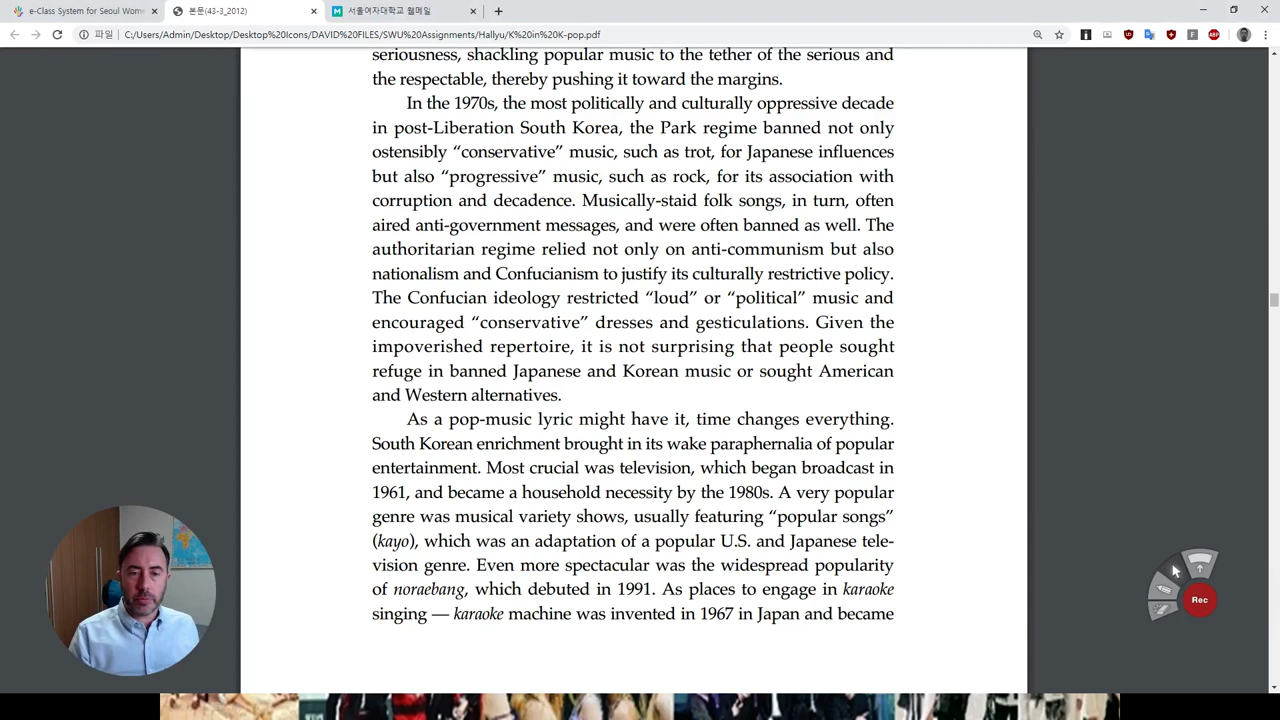 e-Class System for Seoul Wome
본문(43-3_2012)
서울여자대학교 웹메일
파일
C:/Users/Admin/Desktop/Desktop%20Icons/DAVID%20FILES/SWU%20Assignments/Hallyu/K%20in%20K-pop.pdf
seriousness, shackling popular music to the tether of the serious and
the respectable, thereby pushing it toward the margins.
In the 1970s, the most politically and culturally oppressive decade
in post-Liberation South Korea, the Park regime banned not only
ostensibly “conservative” music, such as trot, for Japanese influences
but also “progressive” music, such as rock, for its association with
corruption and decadence. Musically-staid folk songs, in turn, often
aired anti-government messages, and were often banned as well. The
authoritarian regime relied not only on anti-communism but also
nationalism and Confucianism to justify its culturally restrictive policy.
The Confucian ideology restricted “loud” or “political” music and
encouraged “conservative” dresses and gesticulations. Given the
impoverished repertoire, it is not surprising that people sought
refuge in banned Japanese and Korean music or sought American
and Western alternatives.
As a pop-music lyric might have it, time changes everything.
South Korean enrichment brought in its wake paraphernalia of popular
entertainment. Most crucial was television, which began broadcast in
1961, and became a household necessity by the 1980s. A very popular
genre was musical variety shows, usually featuring “popular songs”
(kayo), which was an adaptation of a popular U.S. and Japanese tele-
vision genre. Even more spectacular was the widespread popularity
of noraebang, which debuted in 1991. As places to engage in karaoke
singing — karaoke machine was invented in 1967 in Japan and became
Rec